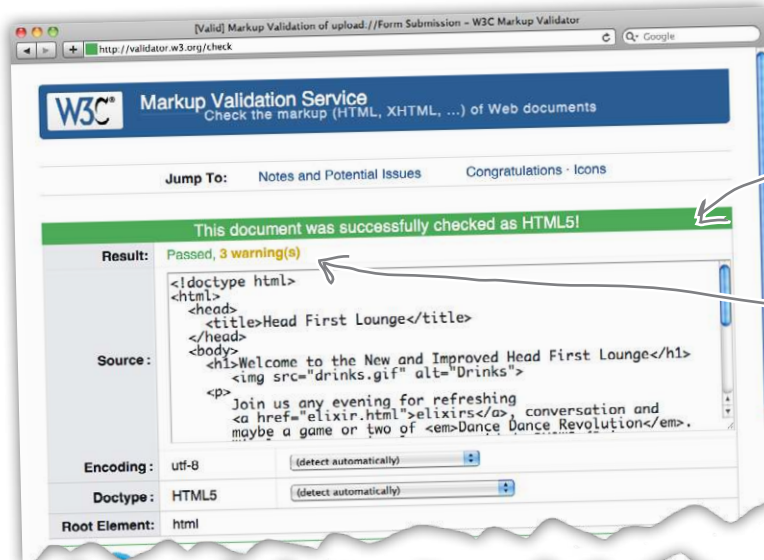 [Valid] Markup Validation of upload://Form Submission – W3C Markup Validator
http://validator.w3.org/check
Google
W3C® Markup Validation Service
Check the markup (HTML, XHTML, ...) of Web documents
Jump To: Notes and Potential Issues Congratulations · Icons
This document was successfully checked as HTML5!
Result: Passed, 3 warning(s)
Source :
<!doctype html>
<html>
<head>
<title>Head First Lounge</title>
</head>
<body>
<h1>Welcome to the New and Improved Head First Lounge</h1>
<img src="drinks.gif" alt="Drinks">
<p>
Join us any evening for refreshing
<a href="elixir.html">elixirs</a>, conversation and
maybe a game or two of <em>Dance Dance Revolution</em>.
Encoding : utf-8 (detect automatically)
Doctype : HTML5 (detect automatically)
Root Element: html